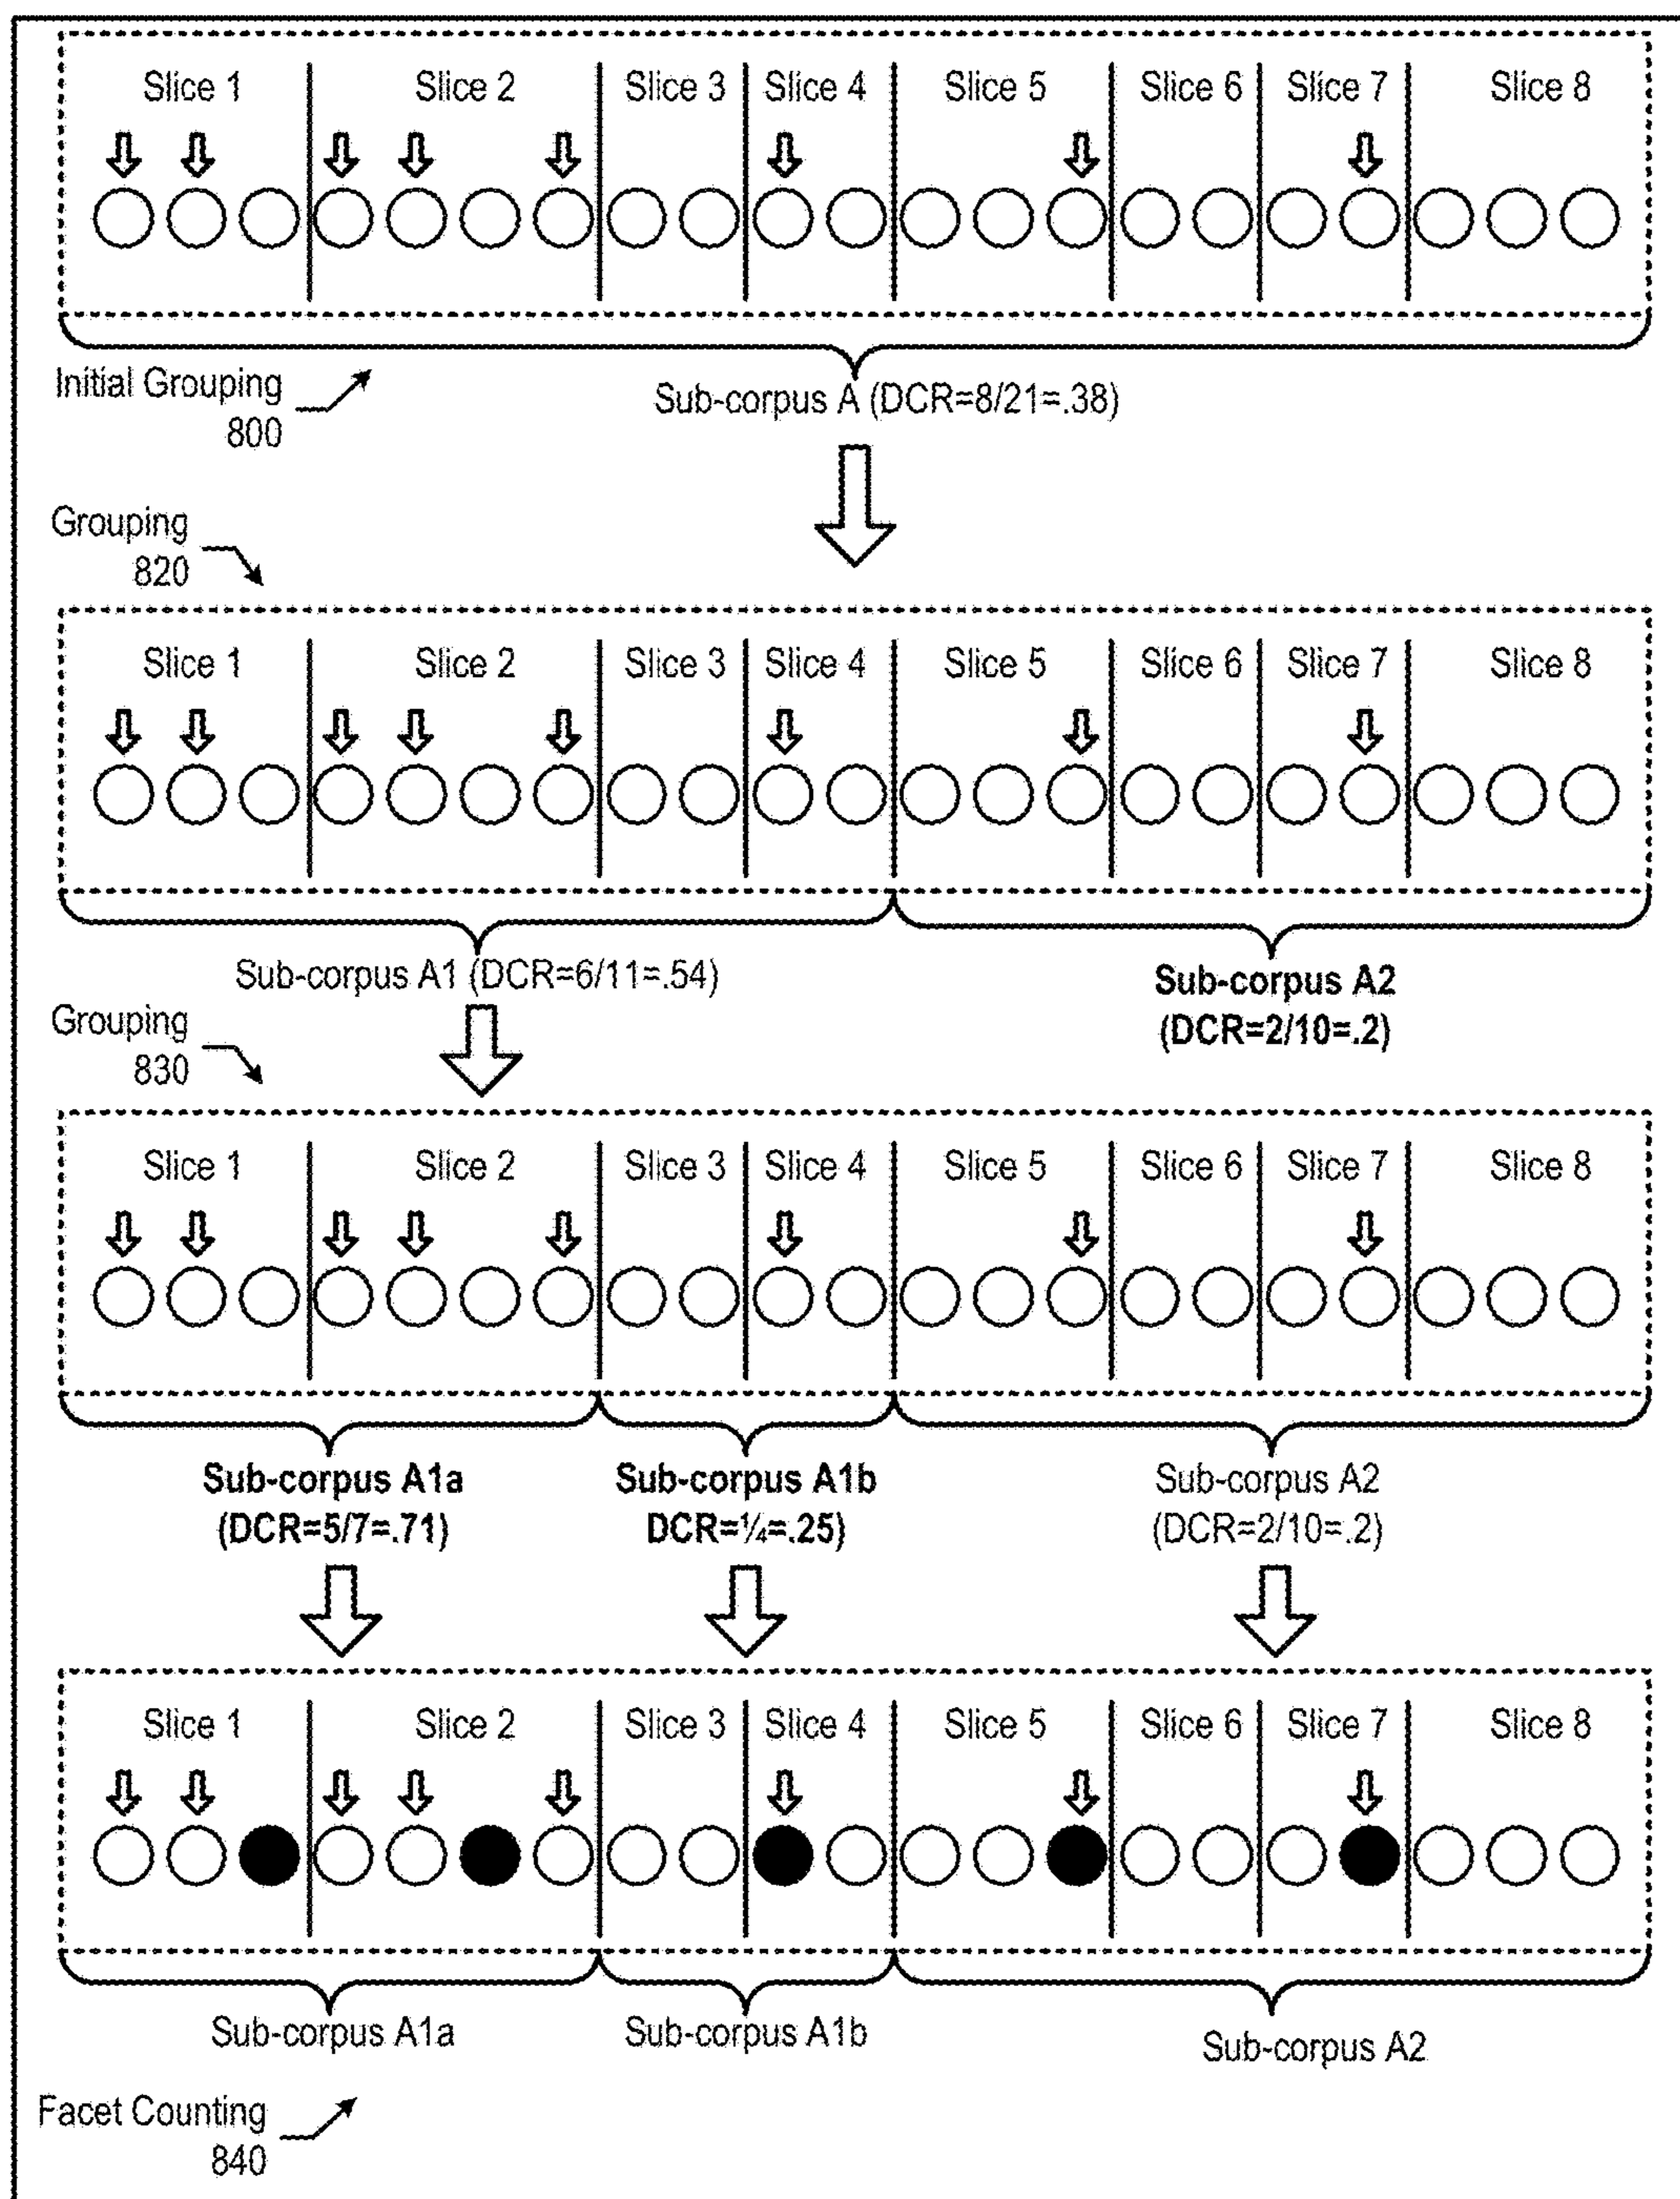 Slice 1 Slice 2 Slice 3 Slice 4 Slice 5 Slice 6 Slice 7 Slice 8
Initial Grouping
800
Sub-corpus A (DCR=8/21=.38)
Grouping
820
Slice 1 Slice 2 Slice 3 Slice 4 Slice 5 Slice 6 Slice 7 Slice 8
Sub-corpus A1 (DCR=6/11=.54)
Sub-corpus A2
(DCR=2/10=.2)
Grouping
830
Slice 1 Slice 2 Slice 3 Slice 4 Slice 5 Slice 6 Slice 7 Slice 8
Sub-corpus A1a
(DCR=5/7=.71)
Sub-corpus A1b
DCR=¼=.25)
Sub-corpus A2
(DCR=2/10=.2)
Slice 1 Slice 2 Slice 3 Slice 4 Slice 5 Slice 6 Slice 7 Slice 8
Sub-corpus A1a
Sub-corpus A1b
Sub-corpus A2
Facet Counting
840